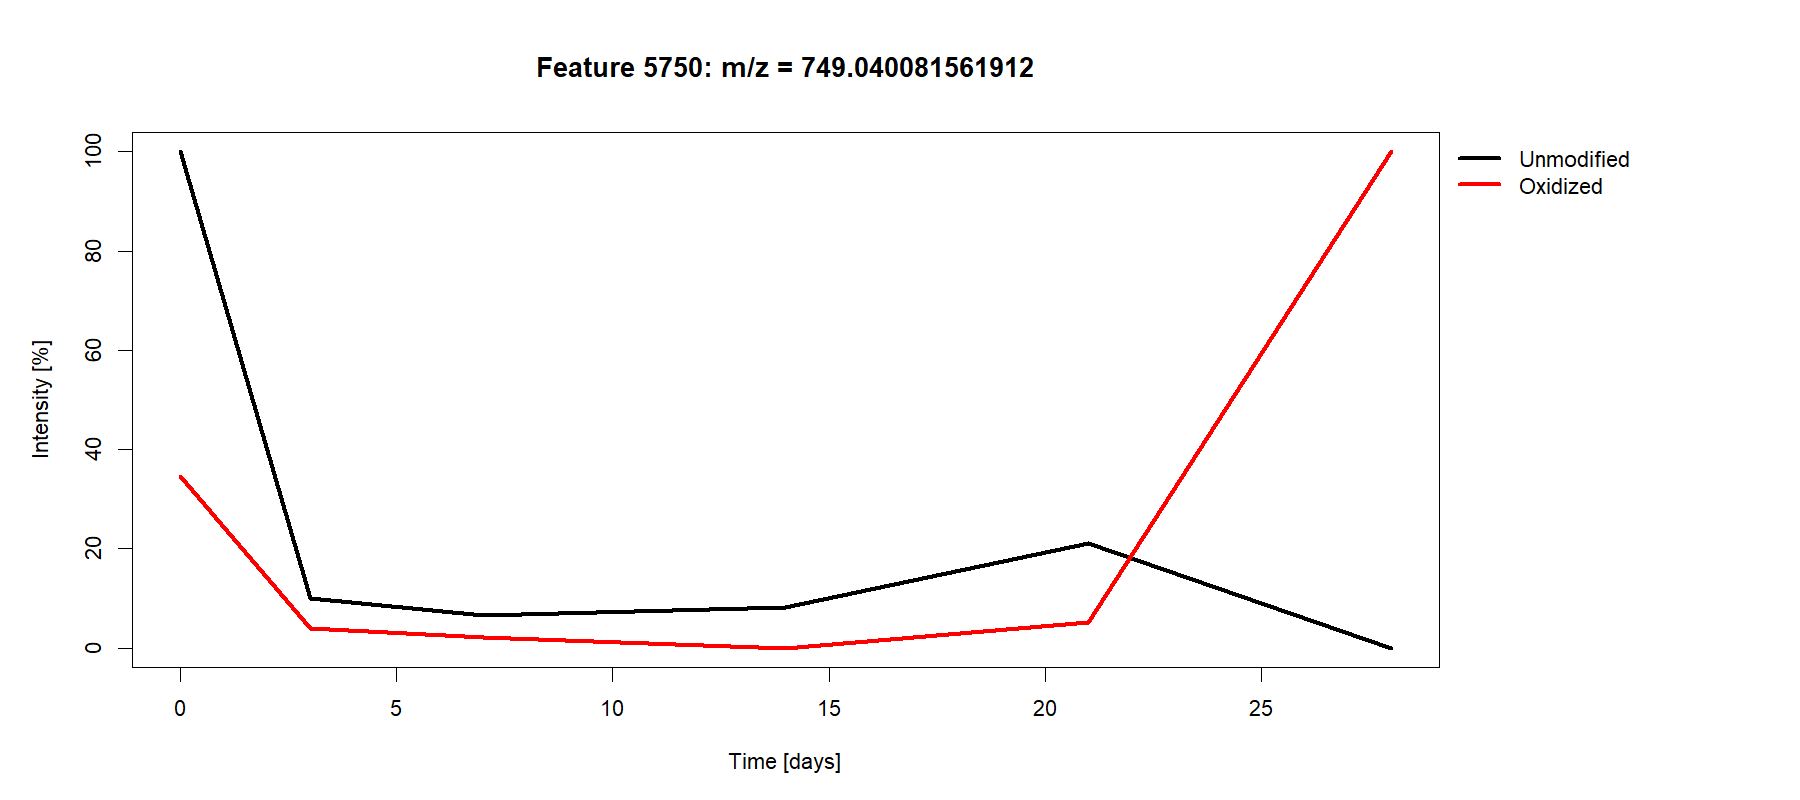 Feature 5750: m/z = 749.040081561912
Unmodified
Oxidized
Intensity [%]
100
80
60
40
20
0
0 5 10 15 20 25
Time [days]